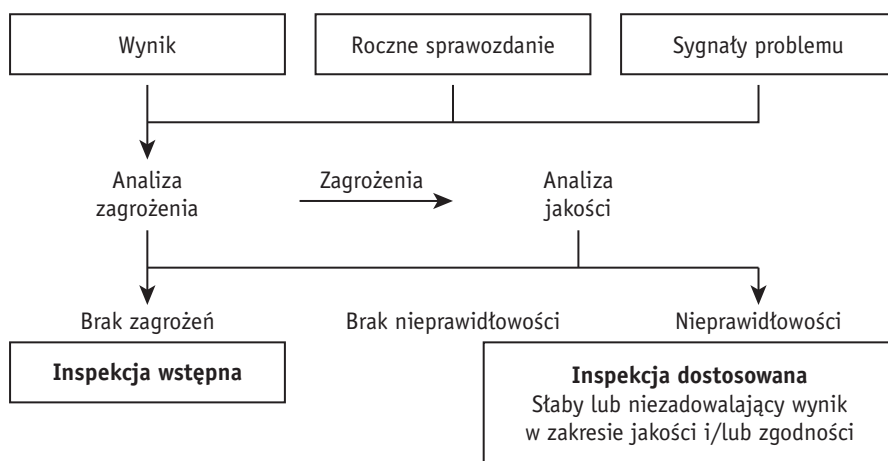 Wynik
Roczne sprawozdanie
Sygnały problemu
Analiza
zagrożenia
Zagrożenia
Analiza
jakości
Brak zagrożeń
Brak nieprawidłowości
Nieprawidłowości
Inspekcja wstępna
Inspekcja dostosowana
Słaby lub niezadowalający wynik
w zakresie jakości i/lub zgodności